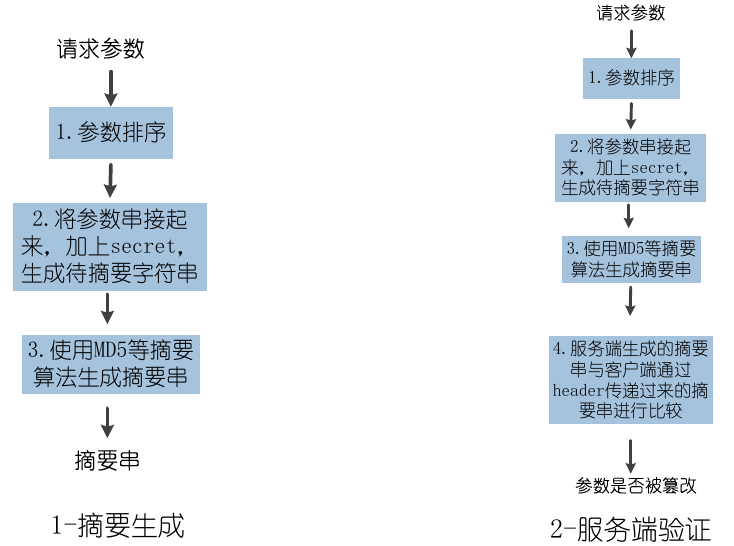 请求参数
1.参数排序
2.将参数串接起
来，加上secret，
生成待摘要字符串
3.使用MD5等摘要
算法生成摘要串
摘要串
1-摘要生成
请求参数
1.参数排序
2.将参数串接起
来，加上secret，
生成待摘要字符串
3.使用MD5等摘要
算法生成摘要串
4.服务端生成的摘要
串与客户端通过
header传递过来的摘
要串进行比较
参数是否被篡改
2-服务端验证